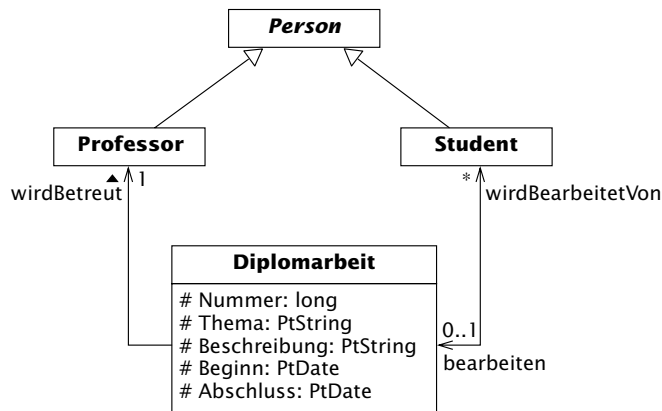 Person
Professor
Student
▲ 1
wirdBetreut
*
wirdBearbeitetVon
Diplomarbeit
# Nummer: long
# Thema: PtString
# Beschreibung: PtString
# Beginn: PtDate
# Abschluss: PtDate
0..1
bearbeiten